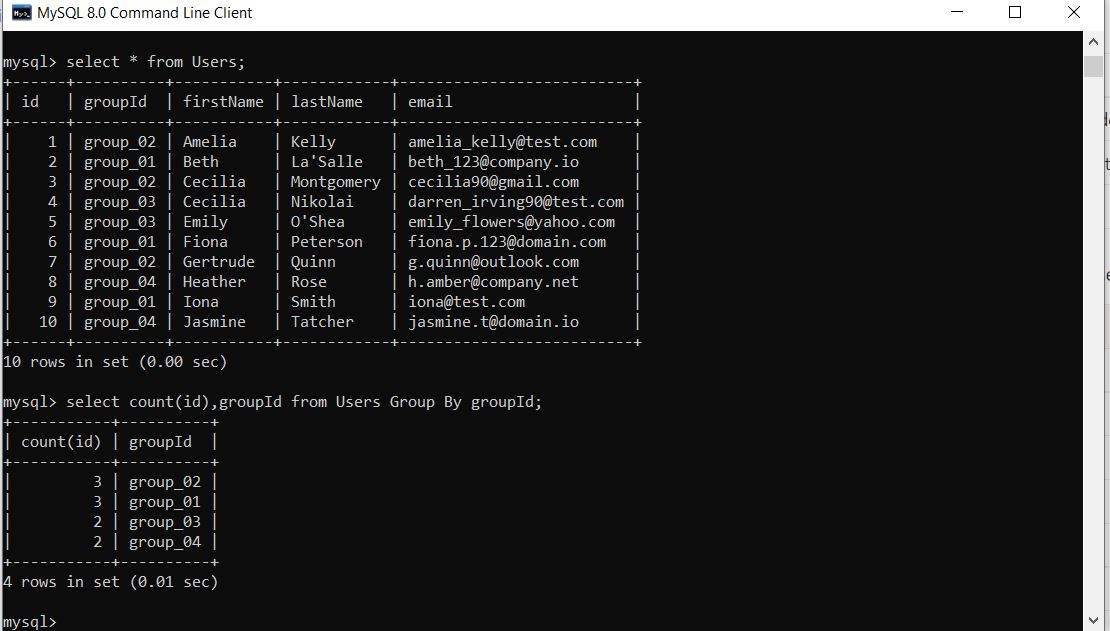 MySQL 8.0 Command Line Client
mysql> select * from Users;
+------+----------+-----------+------------+-------------------------+
| id   | groupId  | firstName | lastName   | email                   |
+------+----------+-----------+------------+-------------------------+
|    1 | group_02 | Amelia    | Kelly      | amelia_kelly@test.com   |
|    2 | group_01 | Beth      | La'Salle   | beth_123@company.io     |
|    3 | group_02 | Cecilia   | Montgomery | cecilia90@gmail.com     |
|    4 | group_03 | Cecilia   | Nikolai    | darren_irving90@test.com |
|    5 | group_03 | Emily     | O'Shea     | emily_flowers@yahoo.com |
|    6 | group_01 | Fiona     | Peterson   | fiona.p.123@domain.com  |
|    7 | group_02 | Gertrude  | Quinn      | g.quinn@outlook.com     |
|    8 | group_04 | Heather   | Rose       | h.amber@company.net     |
|    9 | group_01 | Iona      | Smith      | iona@test.com           |
|   10 | group_04 | Jasmine   | Tatcher    | jasmine.t@domain.io     |
+------+----------+-----------+------------+-------------------------+
10 rows in set (0.00 sec)
mysql> select count(id),groupId from Users Group By groupId;
+-----------+----------+
| count(id) | groupId  |
+-----------+----------+
|         3 | group_02 |
|         3 | group_01 |
|         2 | group_03 |
|         2 | group_04 |
+-----------+----------+
4 rows in set (0.01 sec)
mysql>